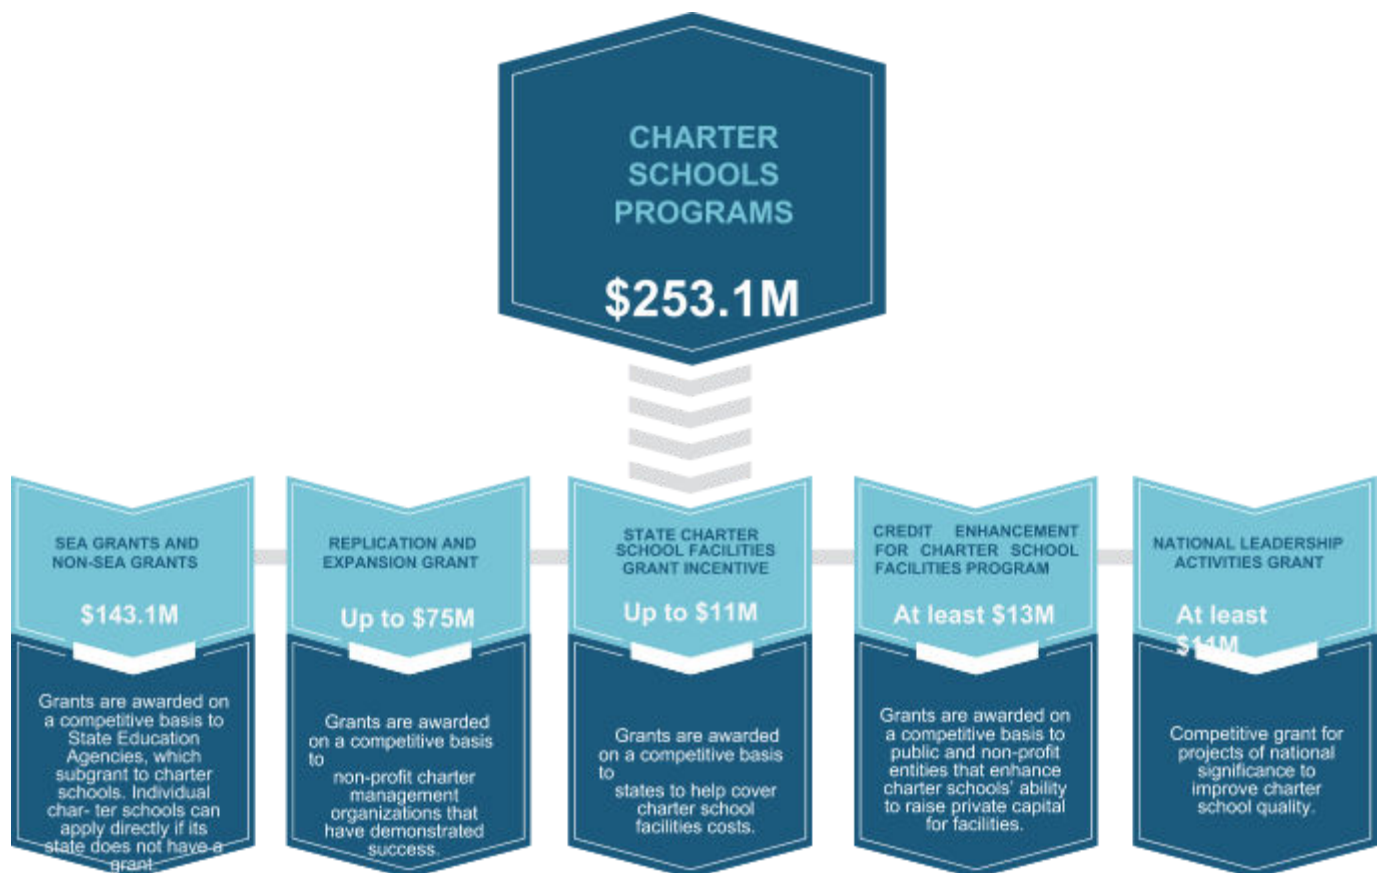 CHARTER
SCHOOLS
PROGRAMS
$253.1M
SEA GRANTS AND
NON-SEA GRANTS
$143.1M
Grants are awarded on
a competitive basis to
State Education
Agencies, which
subgrant to charter
schools. Individual
char- ter schools can
apply directly if its
state does not have a
grant.
REPLICATION AND
EXPANSION GRANT
Up to $75M
Grants are awarded
on a competitive basis
to
non-profit charter
management
organizations that
have demonstrated
success.
STATE CHARTER
SCHOOL FACILITIES
GRANT INCENTIVE
Up to $11M
Grants are awarded
on a competitive basis
to
states to help cover
charter school
facilities costs.
CREDIT ENHANCEMENT
FOR CHARTER SCHOOL
FACILITIES PROGRAM
At least $13M
Grants are awarded on
a competitive basis to
public and non-profit
entities that enhance
charter schools' ability
to raise private capital
for facilities.
NATIONAL LEADERSHIP
ACTIVITIES GRANT
At least
$11M
Competitive grant for
projects of national
significance to
improve charter
school quality.